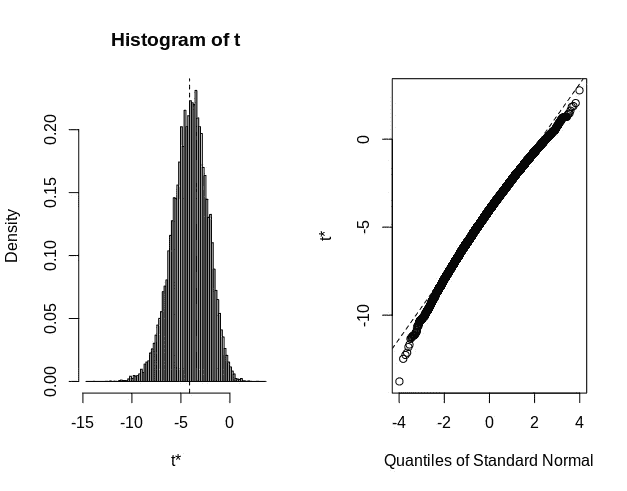 Histogram of t
Density
0.00 0.05 0.10 0.15 0.20
-15 -10 -5 0
t*
t*
-10 -5 0
-4 -2 0 2 4
Quantiles of Standard Normal